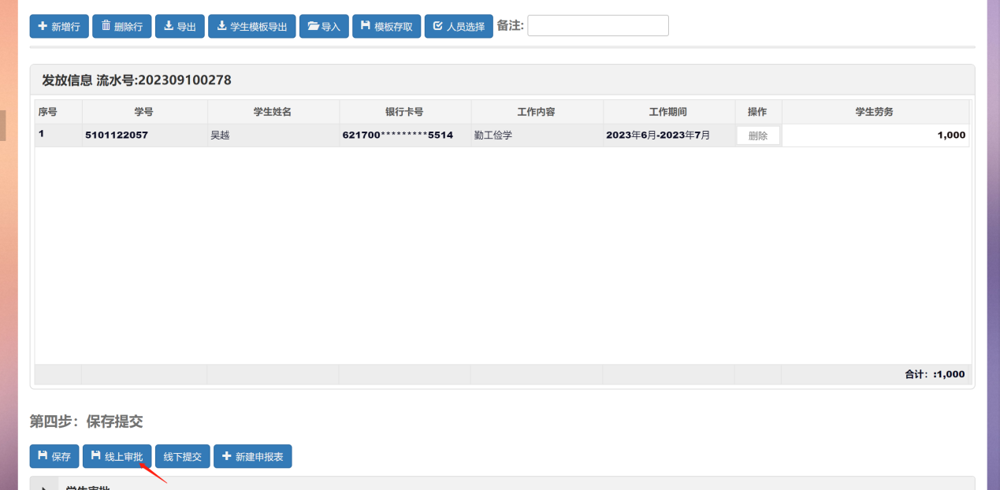 新增行 删除行 导出 学生模板导出 导入 模板存取 人员选择 备注:
发放信息 流水号:202309100278
序号 学号 学生姓名 银行卡号 工作内容 工作期间 操作 学生劳务
1 5101122057 吴越 621700*********5514 勤工俭学 2023年6月-2023年7月 删除 1,000
合计：:1,000
第四步：保存提交
保存 线上审批 线下提交 新建申报表
学生审批